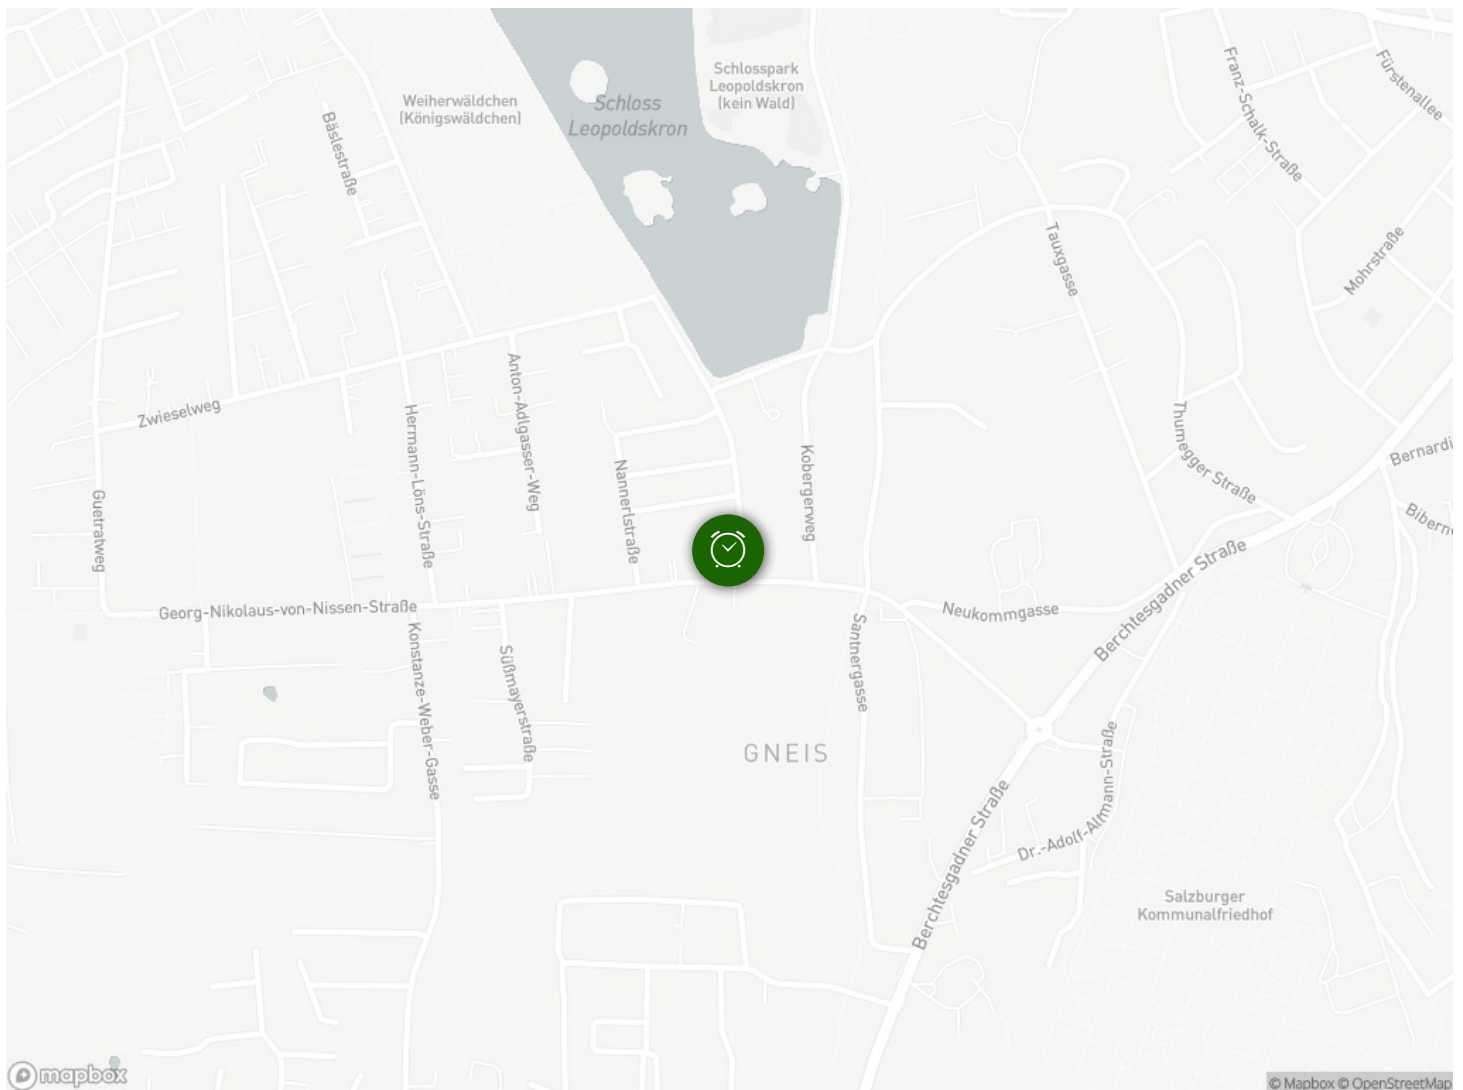 Schlosspark
Leopoldskron
(kein Wald)
Weiherwäldchen
(Königswäldchen)
Schloss
Leopoldskron
Franz-Schalk-Straße
Fürstenallee
Bäslestraße
Tauxgasse
Mohrstraße
Zwieselweg
Anton-Adlgasser-Weg
Hermann-Löns-Straße
Nannerlstraße
Kobergerweg
Thumegger Straße
Bernardi
Bibern
Guetratweg
Berchtesgadner Straße
Georg-Nikolaus-von-Nissen-Straße
Neukommgasse
Santnergasse
Konstanze-Weber-Gasse
Süßmayerstraße
GNEIS
Dr.-Adolf-Altmann-Straße
Berchtesgadner Straße
Salzburger
Kommunalfriedhof
mapbox
© Mapbox © OpenStreetMap